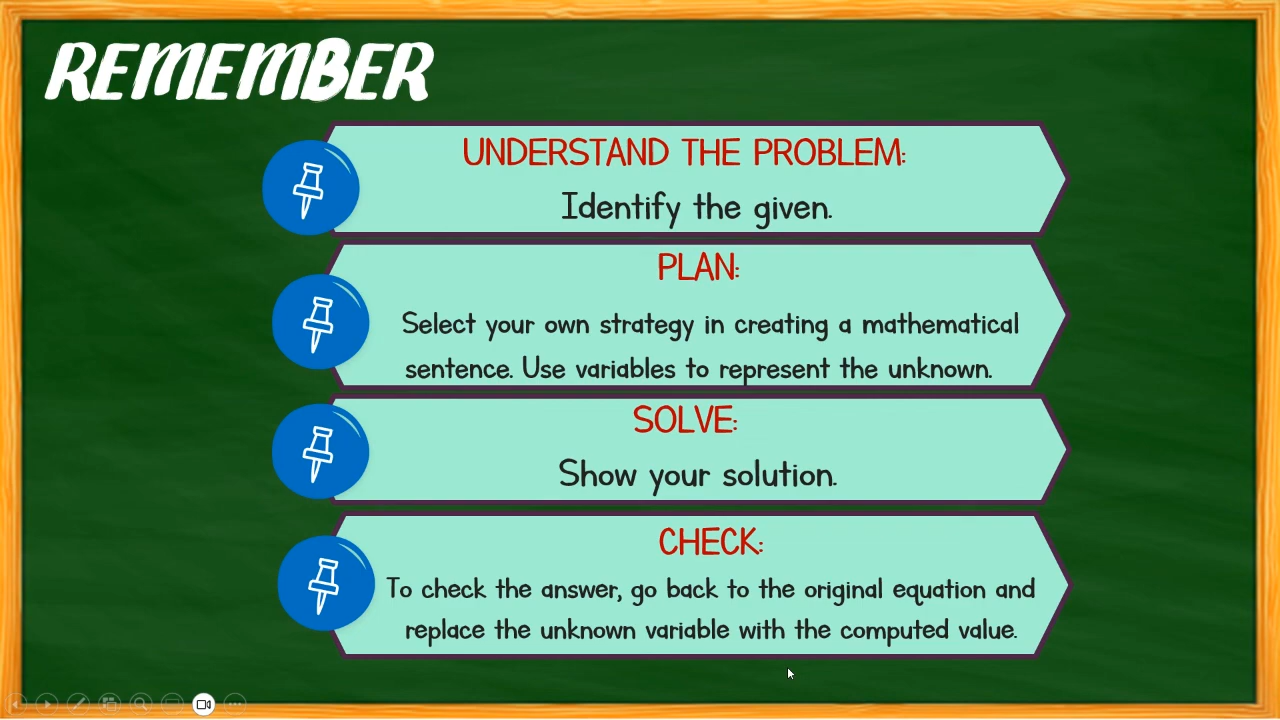 REMEMBER
UNDERSTAND THE PROBLEM:
Identify the given.
PLAN:
Select your own strategy in creating a mathematical
sentence. Use variables to represent the unknown.
SOLVE:
Show your solution.
CHECK:
To check the answer, go back to the original equation and
replace the unknown variable with the computed value.